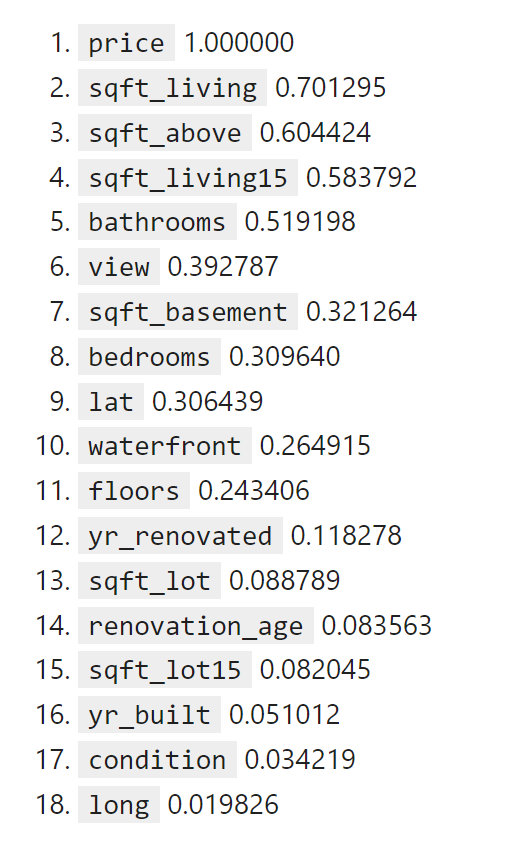 1. price 1.000000
2. sqft_living 0.701295
3. sqft_above 0.604424
4. sqft_living15 0.583792
5. bathrooms 0.519198
6. view 0.392787
7. sqft_basement 0.321264
8. bedrooms 0.309640
9. lat 0.306439
10. waterfront 0.264915
11. floors 0.243406
12. yr_renovated 0.118278
13. sqft_lot 0.088789
14. renovation_age 0.083563
15. sqft_lot15 0.082045
16. yr_built 0.051012
17. condition 0.034219
18. long 0.019826